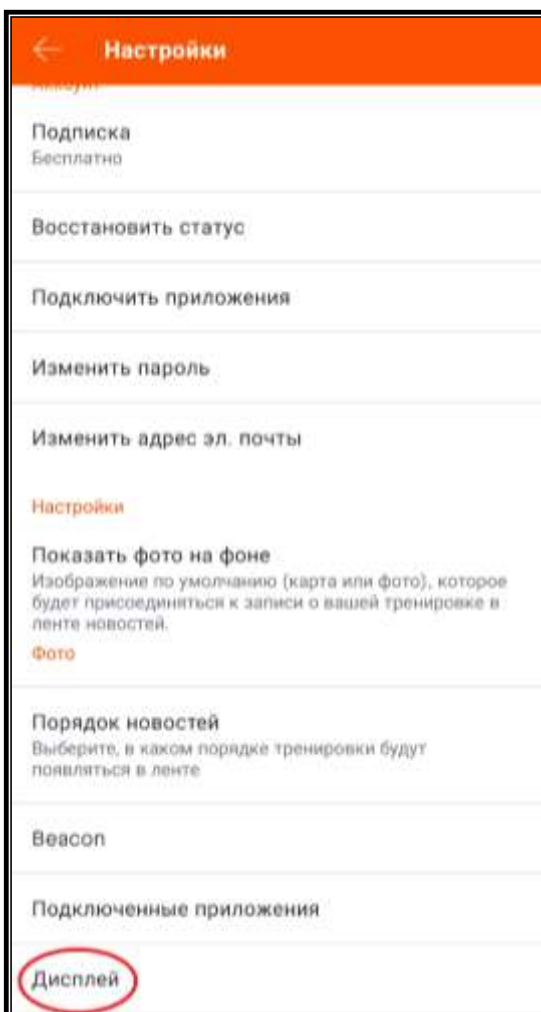 Настройки
Аккаунт
Подписка
Бесплатно
Восстановить статус
Подключить приложения
Изменить пароль
Изменить адрес эл. почты
Настройки
Показать фото на фоне
Изображение по умолчанию (карта или фото), которое
будет присоединяться к записи о вашей тренировке в
ленте новостей.
Фото
Порядок новостей
Выберите, в каком порядке тренировки будут
появляться в ленте
Beacon
Подключенные приложения
Дисплей